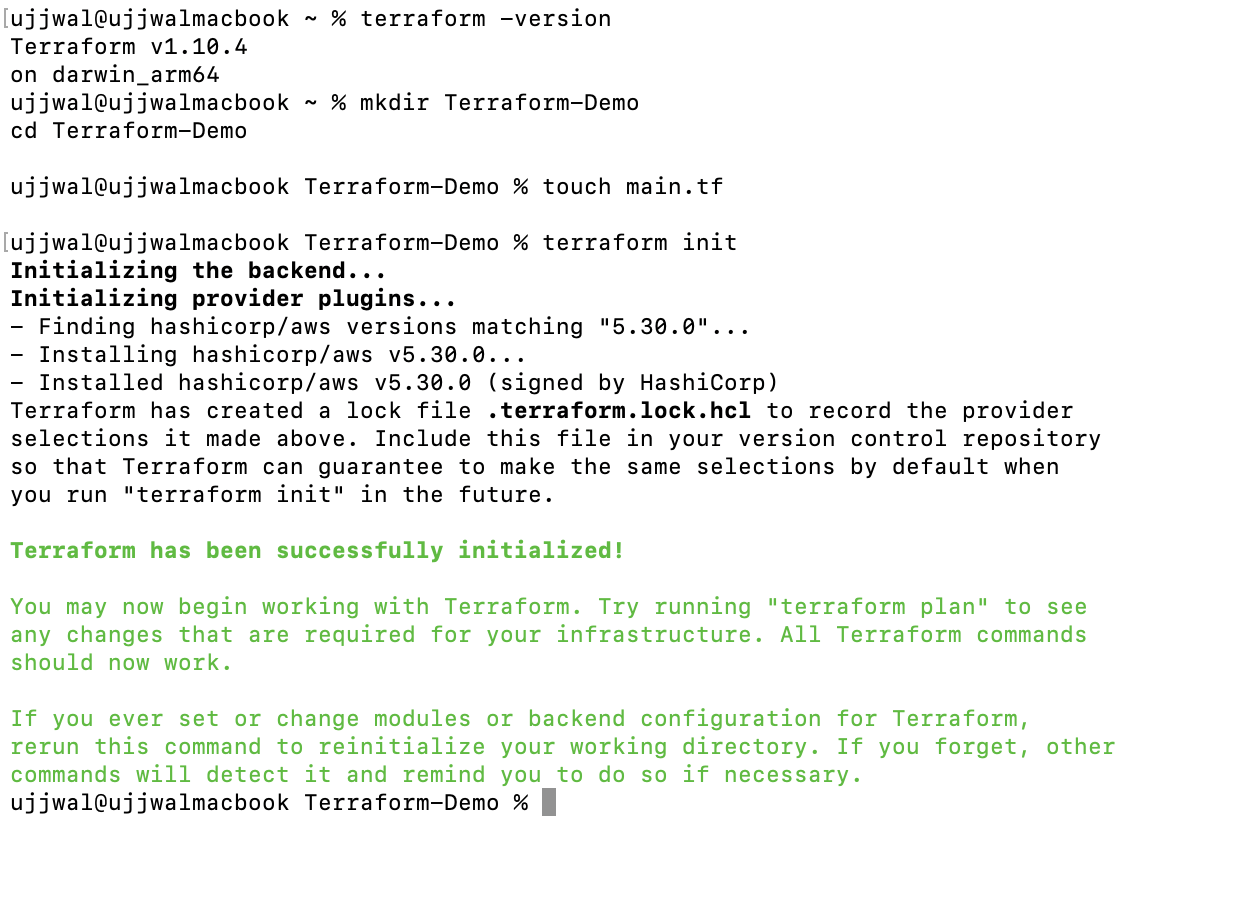 [ujjwal@ujjwalmacbook ~ % terraform -version
Terraform v1.10.4
on darwin_arm64
ujjwal@ujjwalmacbook ~ % mkdir Terraform-Demo
cd Terraform-Demo
ujjwal@ujjwalmacbook Terraform-Demo % touch main.tf
[ujjwal@ujjwalmacbook Terraform-Demo % terraform init
Initializing the backend...
Initializing provider plugins...
- Finding hashicorp/aws versions matching "5.30.0"...
- Installing hashicorp/aws v5.30.0...
- Installed hashicorp/aws v5.30.0 (signed by HashiCorp)
Terraform has created a lock file .terraform.lock.hcl to record the provider
selections it made above. Include this file in your version control repository
so that Terraform can guarantee to make the same selections by default when
you run "terraform init" in the future.
Terraform has been successfully initialized!
You may now begin working with Terraform. Try running "terraform plan" to see
any changes that are required for your infrastructure. All Terraform commands
should now work.
If you ever set or change modules or backend configuration for Terraform,
rerun this command to reinitialize your working directory. If you forget, other
commands will detect it and remind you to do so if necessary.
ujjwal@ujjwalmacbook Terraform-Demo %